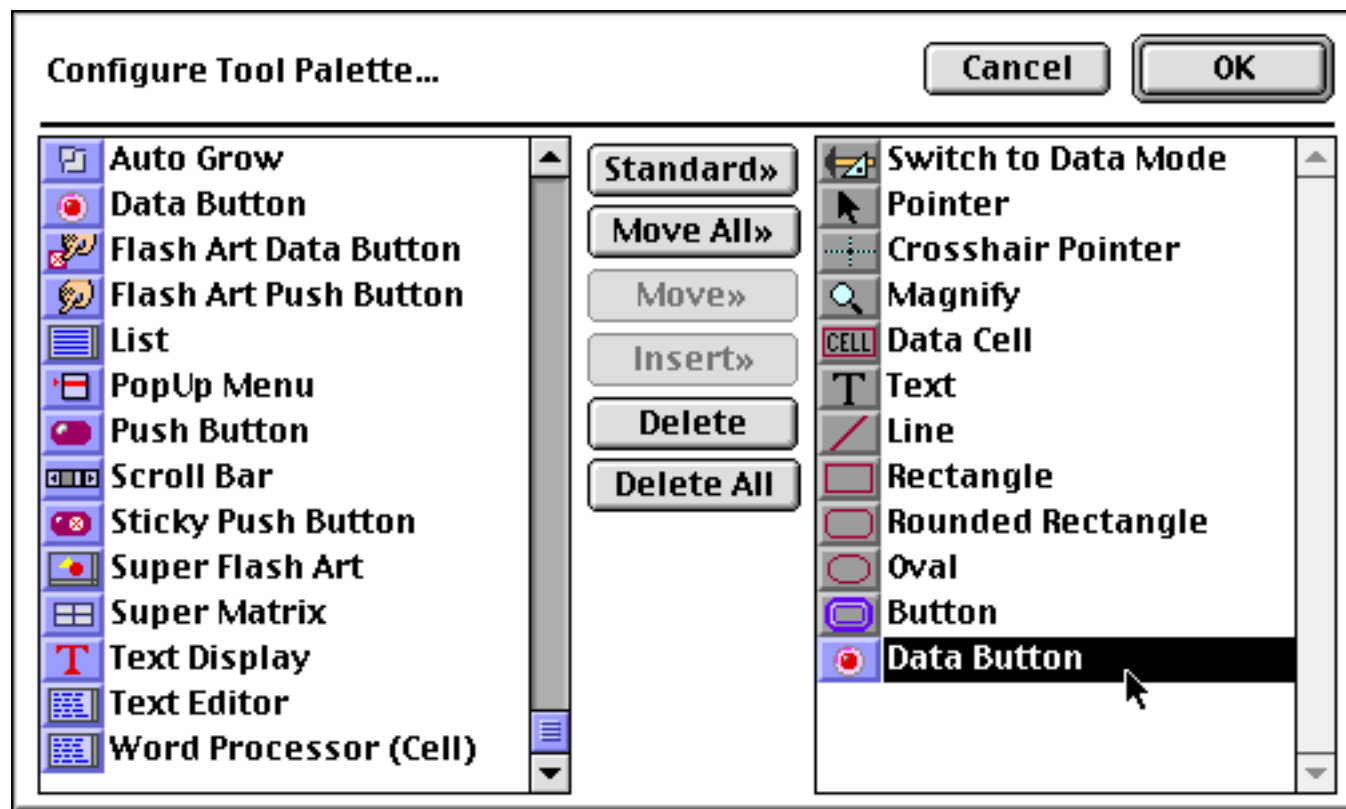 Configure Tool Palette...
Cancel
OK
Auto Grow
Data Button
Flash Art Data Button
Flash Art Push Button
List
PopUp Menu
Push Button
Scroll Bar
Sticky Push Button
Super Flash Art
Super Matrix
T Text Display
Text Editor
Word Processor (Cell)
Standard»
Move All»
Move»
Insert»
Delete
Delete All
Switch to Data Mode
Pointer
Crosshair Pointer
Magnify
CELL Data Cell
T Text
Line
Rectangle
Rounded Rectangle
Oval
Button
Data Button